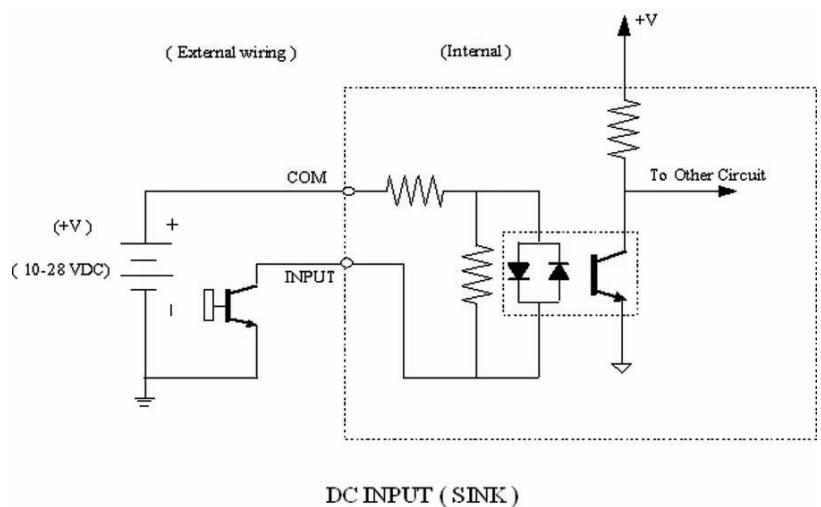 +V
( External wiring)
(Internal)
COM
To Other Circuit
(+V )
+
( 10-28 VDC)
INPUT
–
DC INPUT ( SINK )